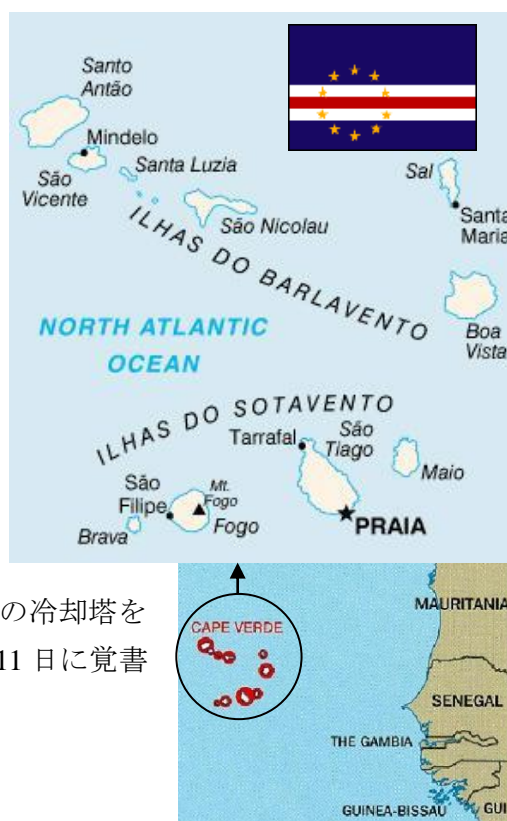 Santo
Antão
Mindelo
São
Vicente
Santa Luzia
São Nicolau
Sal
Santa
Maria
Boa
Vista
ILHAS DO BARLAVENTO
NORTH ATLANTIC
OCEAN
ILHAS DO SOTAVENTO
Tarrafal
São
Tiago
Maio
PRAIA
São
Filipe
Mt.
Fogo
Fogo
Brava
の冷却塔を
11 日に覚書
CAPE VERDE
MAURITANIA
SENEGAL
THE GAMBIA
GUINEA-BISSAU
GUI